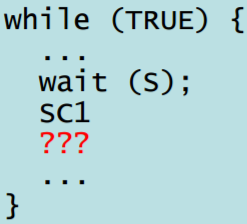 while (TRUE) {
...
wait (S);
SC1
???
...
}